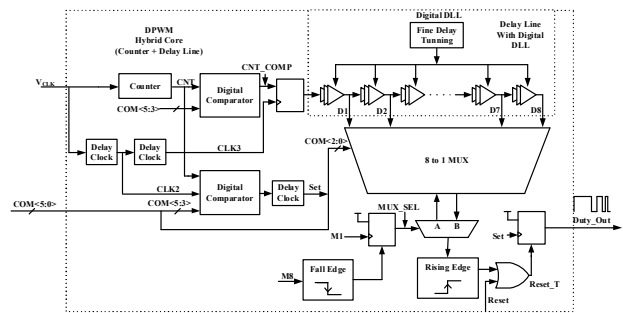 DPWM
Hybrid Core
(Counter + Delay Line)
Digital DLL
Fine Delay
Tunning
Delay Line
With Digital
DLL
VCLK
Counter
CNT
CNT_COMP
Digital
Comparator
COM<5:3>
D1
D2
D7
D8
Delay
Clock
Delay
Clock
CLK3
COM<2:0>
8 to 1 MUX
CLK2
Digital
Comparator
Delay
Clock
Set
COM<5:0>
COM<5:3>
MUX_SEL
A
B
M1
Set
Duty_Out
M8
Fall Edge
Rising Edge
Reset_T
Reset